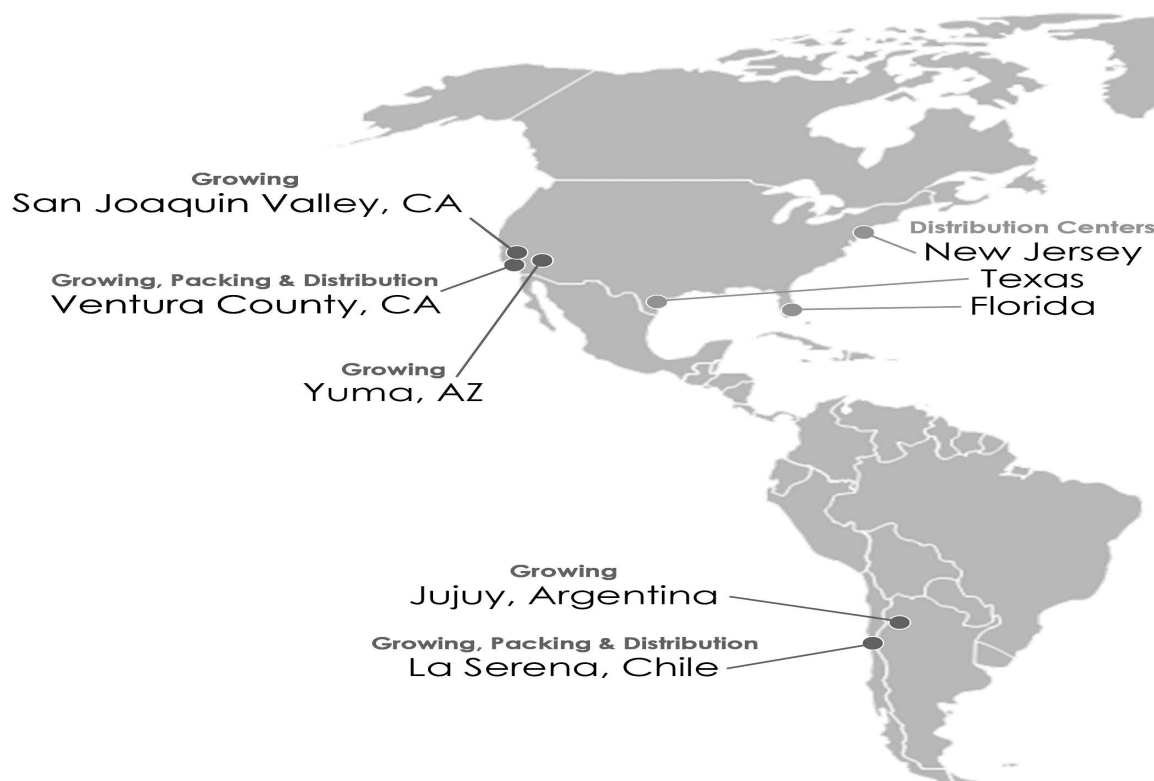 Growing
San Joaquin Valley, CA
Growing, Packing & Distribution
Ventura County, CA
Growing
Yuma, AZ
Distribution Centers
New Jersey
Texas
Florida
Growing
Jujuy, Argentina
Growing, Packing & Distribution
La Serena, Chile